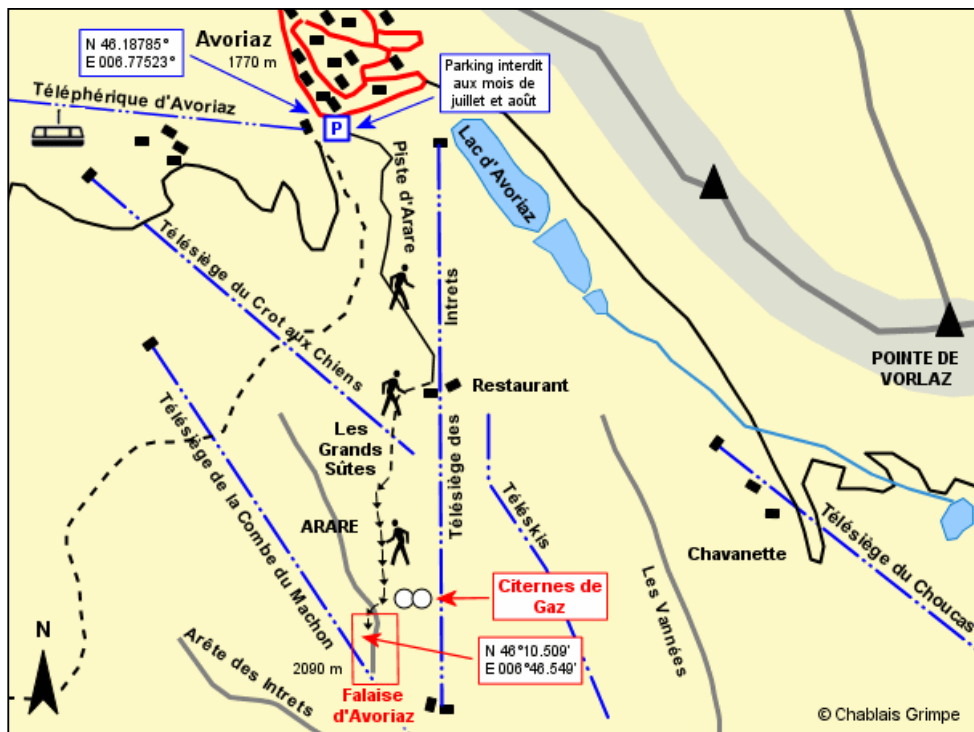 N 46.18785°
E 006.77523°
Avoriaz
1770 m
Parking interdit
aux mois de
juillet et août
Téléphérique d'Avoriaz
P
Piste d'Arare
Lac d'Avoriaz
Télésiège du Crot aux Chiens
Intrets
POINTE DE
VORLAZ
Restaurant
Les
Grands
Sûtes
Télésiège des
Télésiège de la Combe du Machon
Téléskis
ARARE
Chavanette
Télésiège du Choucas
Citernes de
Gaz
Les Vannées
N
N 46°10.509'
E 006°46.549'
2090 m
Arête des Intrets
Falaise
d'Avoriaz
© Chablais Grimpe